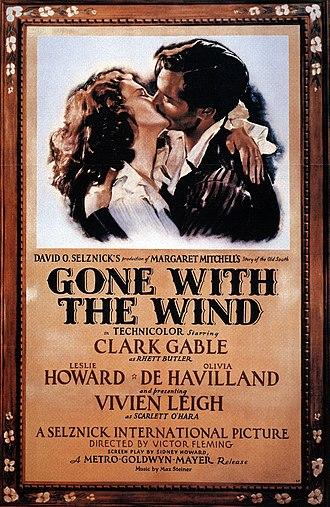 DAVID O. SELZNICK'S production of MARGARET MITCHELL'S Story of the Old South
GONE WITH
THE WIND
in TECHNICOLOR starring
CLARK GABLE
as RHETT BUTLER
LESLIE OLIVIA
HOWARD ★ DE HAVILLAND
and presenting
VIVIEN LEIGH
as SCARLETT O'HARA
A SELZNICK INTERNATIONAL PICTURE
DIRECTED BY VICTOR FLEMING
SCREEN PLAY BY SIDNEY HOWARD
A METRO-GOLDWYN-MAYER Release
Music by Max Steiner